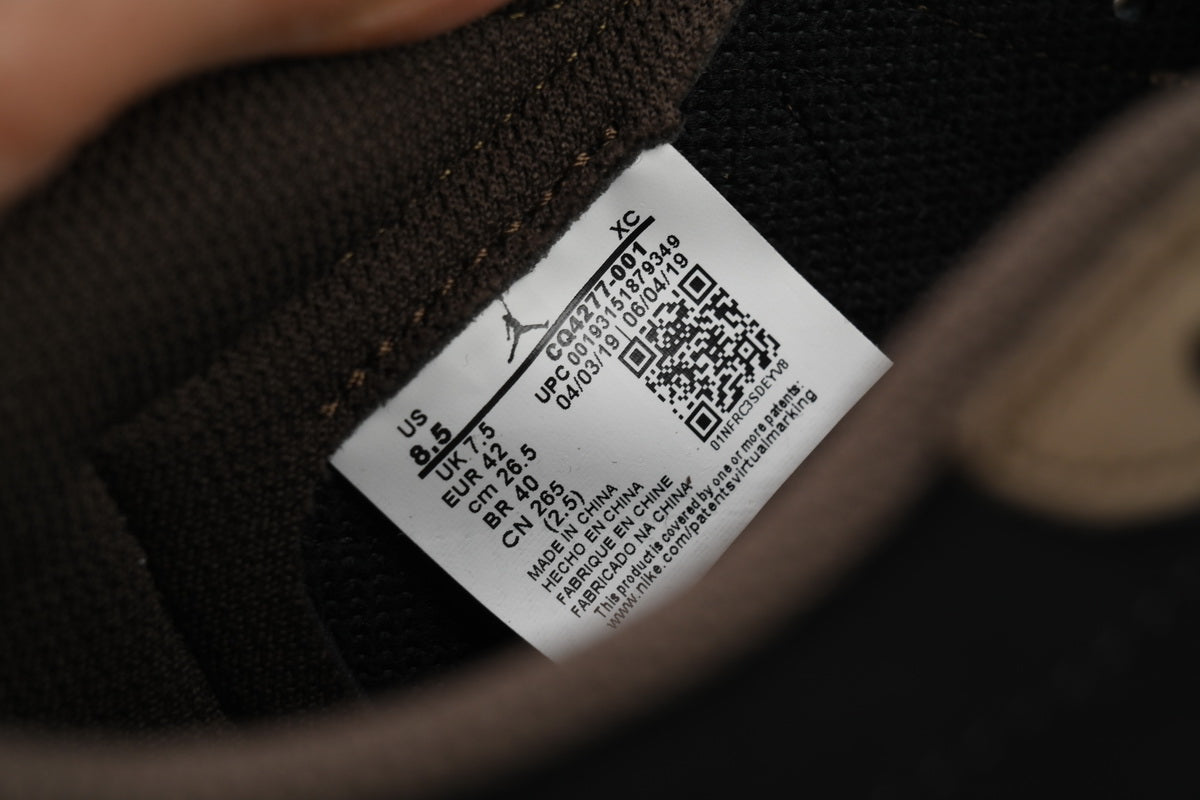 US
8.5
XC
UK 7.5
EUR 42
cm 26.5
BR 40
CN 265
(2.5)
CQ4277-001
UPC 00193151879349
04/03/19 | 06/04/19
01NFRC3SDEYV8
MADE IN CHINA
HECHO EN CHINA
FABRIQUE EN CHINE
FABRICADO NA CHINA
This product is covered by one or more patents:
www.nike.com/patentsvirtualmarking